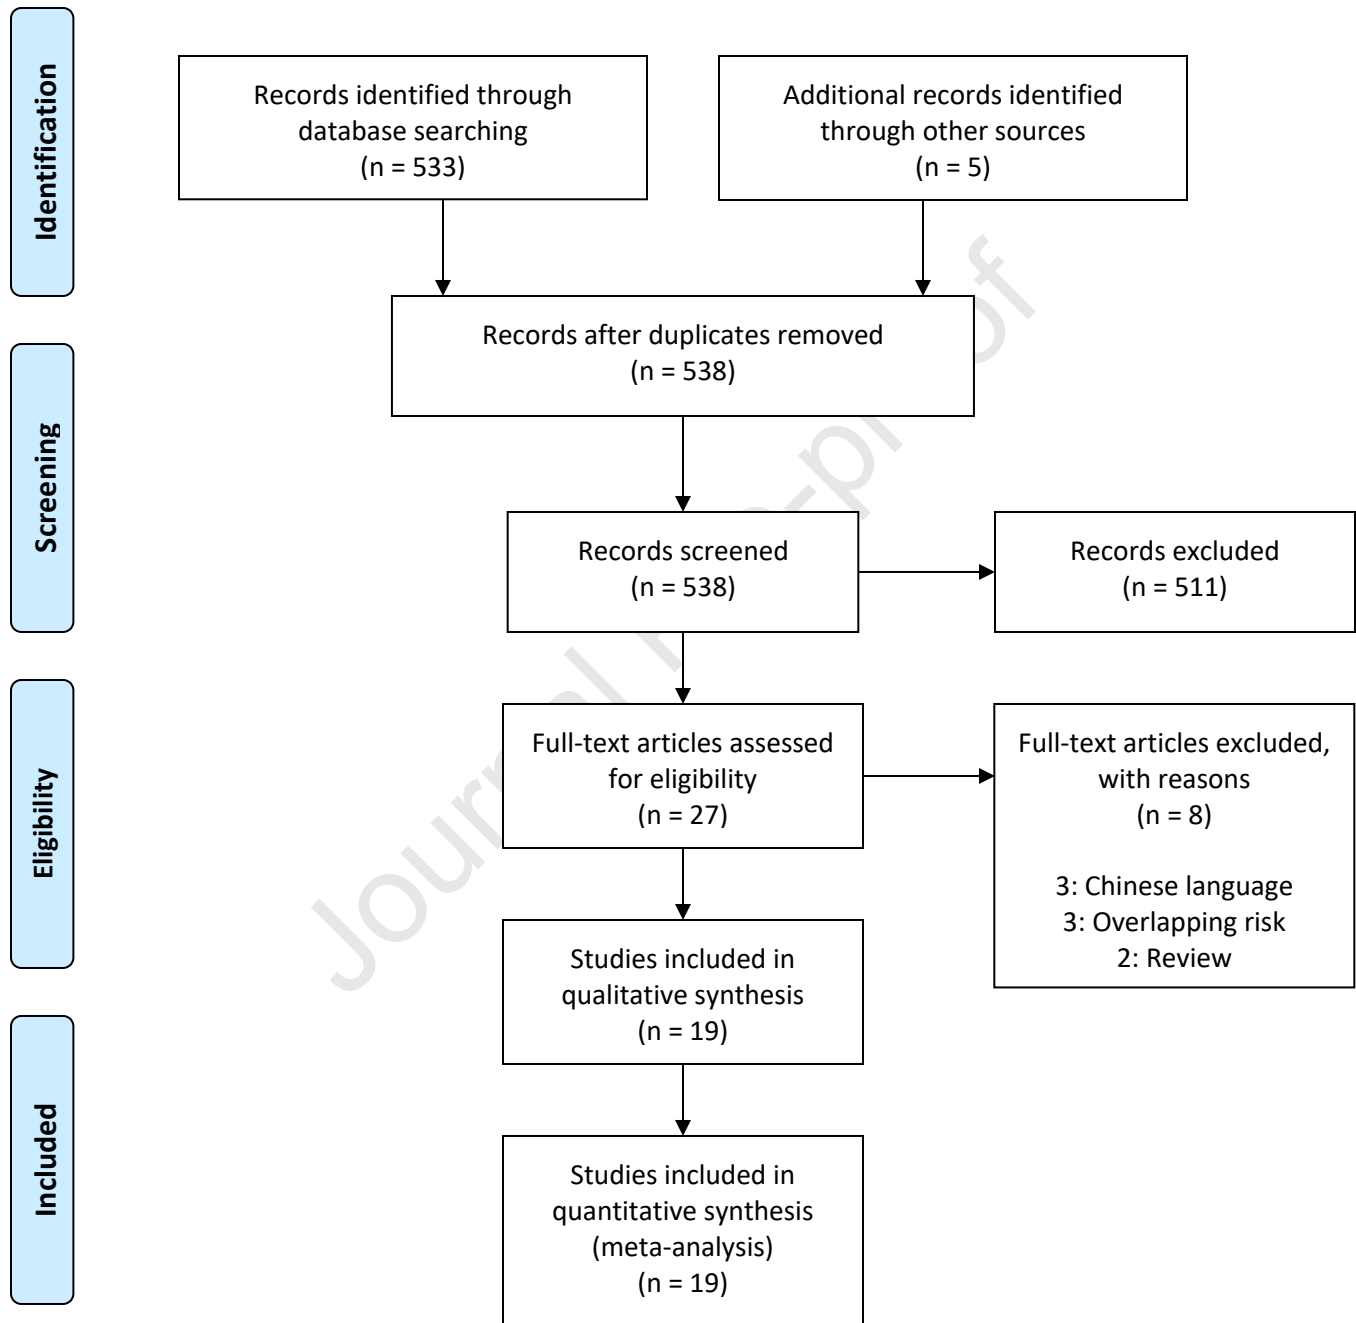 Identification
Records identified through
database searching
(n = 533)
Additional records identified
through other sources
(n = 5)
Records after duplicates removed
(n = 538)
Screening
Records screened
(n = 538)
Records excluded
(n = 511)
Eligibility
Full-text articles assessed
for eligibility
(n = 27)
Full-text articles excluded,
with reasons
(n = 8)
3: Chinese language
3: Overlapping risk
2: Review
Studies included in
qualitative synthesis
(n = 19)
Included
Studies included in
quantitative synthesis
(meta-analysis)
(n = 19)
Journal pre-proof